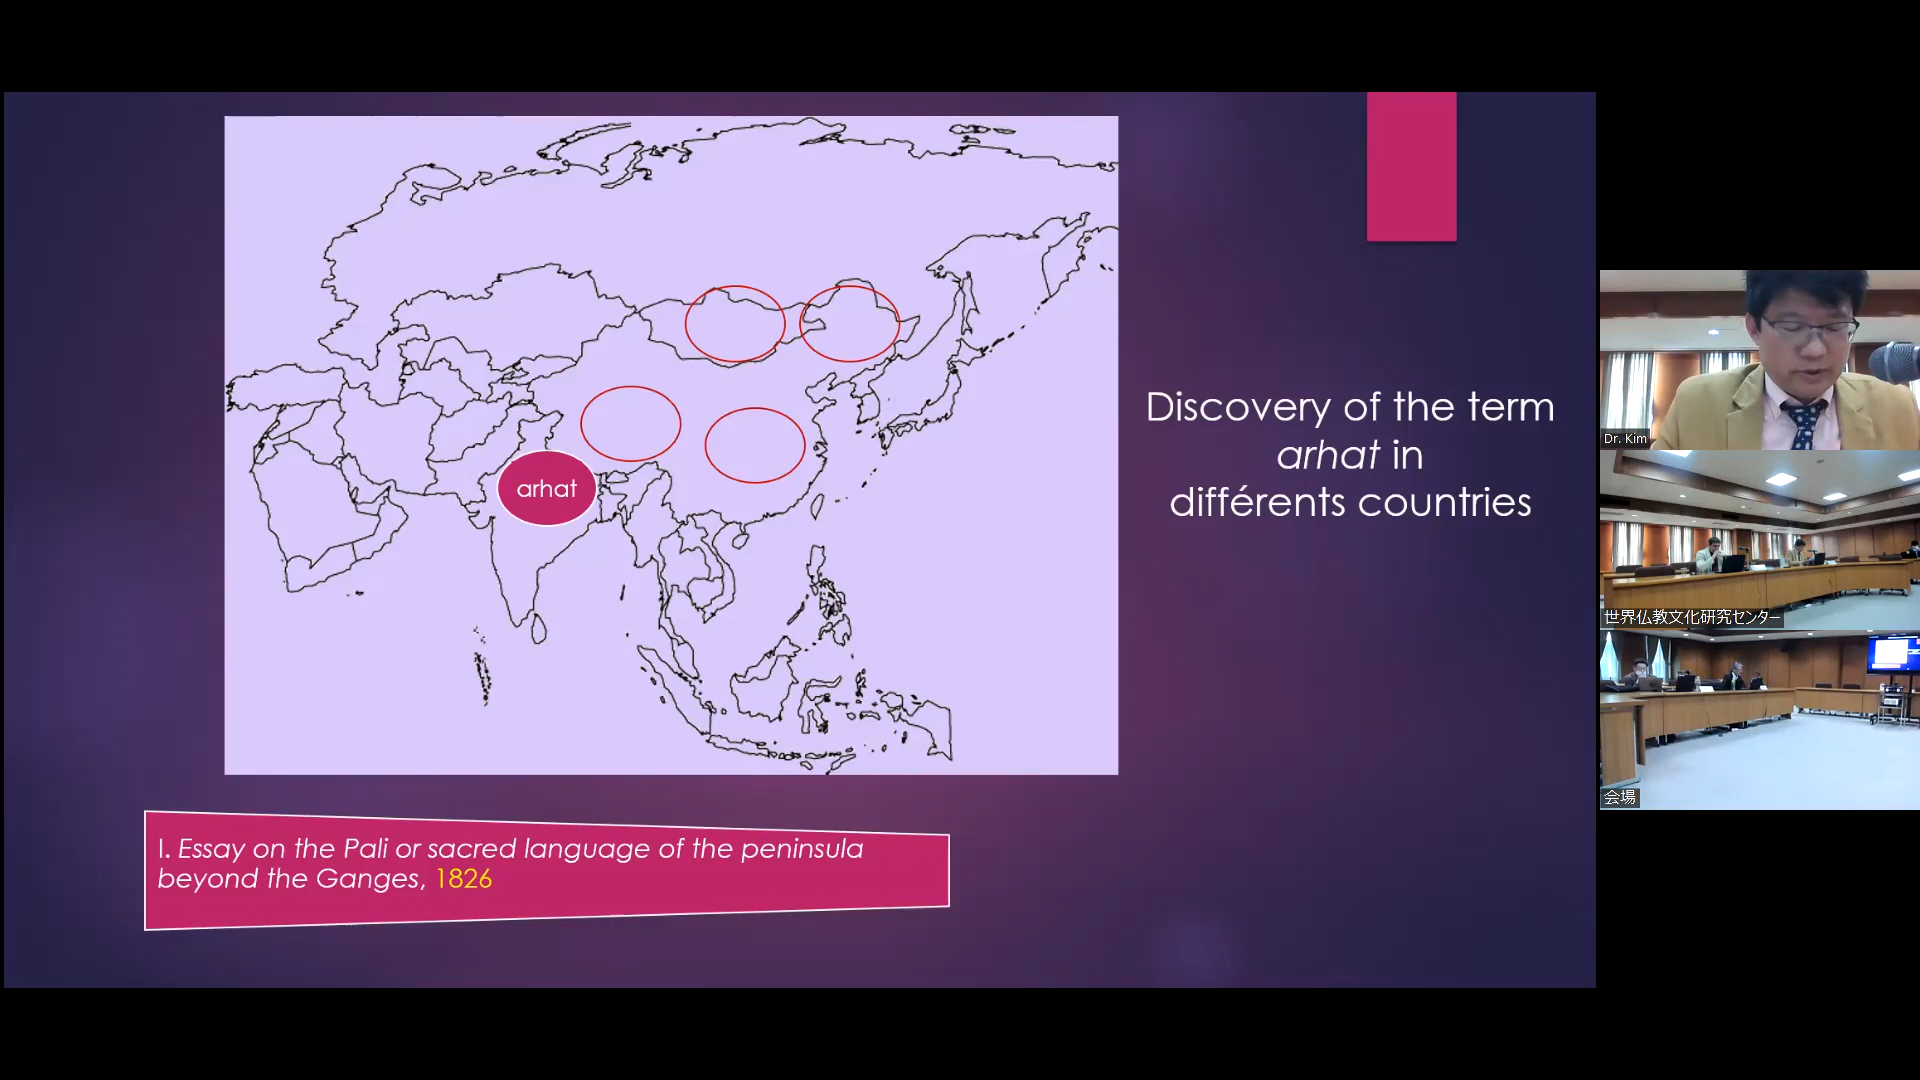 arhat
Discovery of the term
arhat in
différents countries
I. Essay on the Pali or sacred language of the peninsula
beyond the Ganges, 1826
Dr. Kim
世界仏教文化研究センター
会場